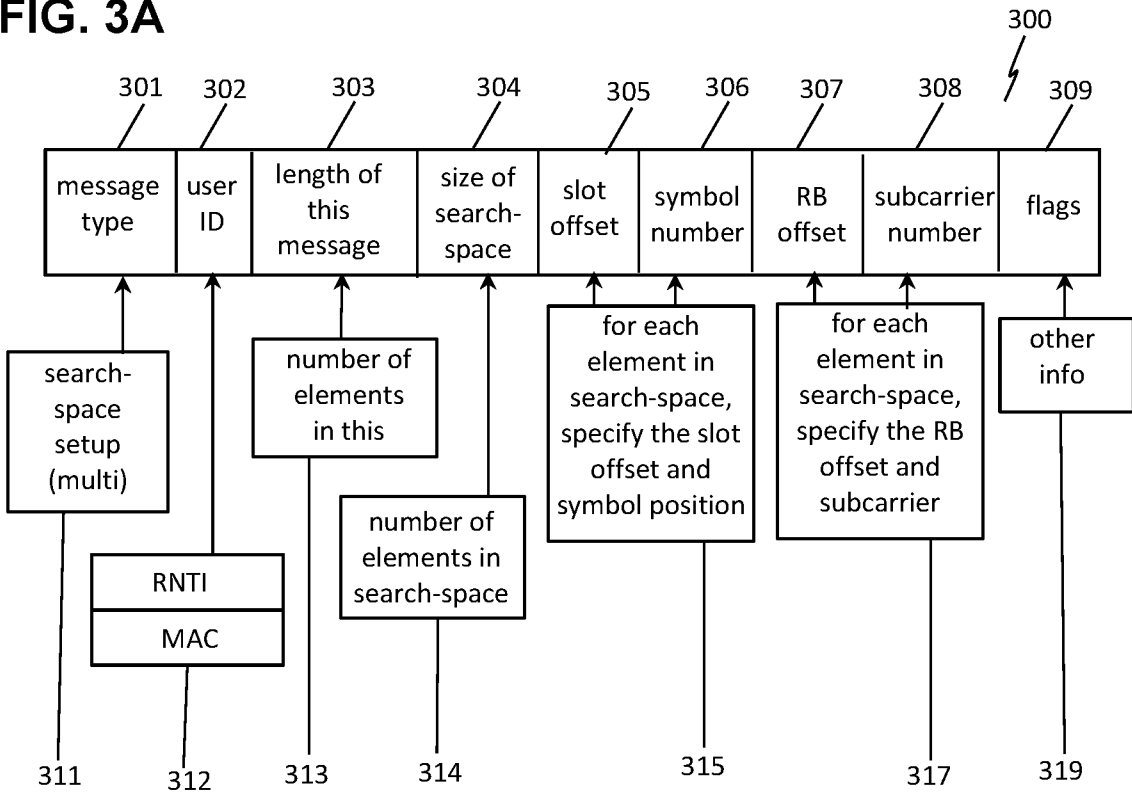 FIG. 3A
300
301
302
303
304
305
306
307
308
309
message
type
user
ID
length of
this
message
size of
search-
space
slot
offset
symbol
number
RB
offset
subcarrier
number
flags
search-
space
setup
(multi)
RNTI
MAC
number of
elements
in this
number of
elements in
search-space
for each
element in
search-space,
specify the slot
offset and
symbol position
for each
element in
search-space,
specify the RB
offset and
subcarrier
other
info
311
312
313
314
315
317
319